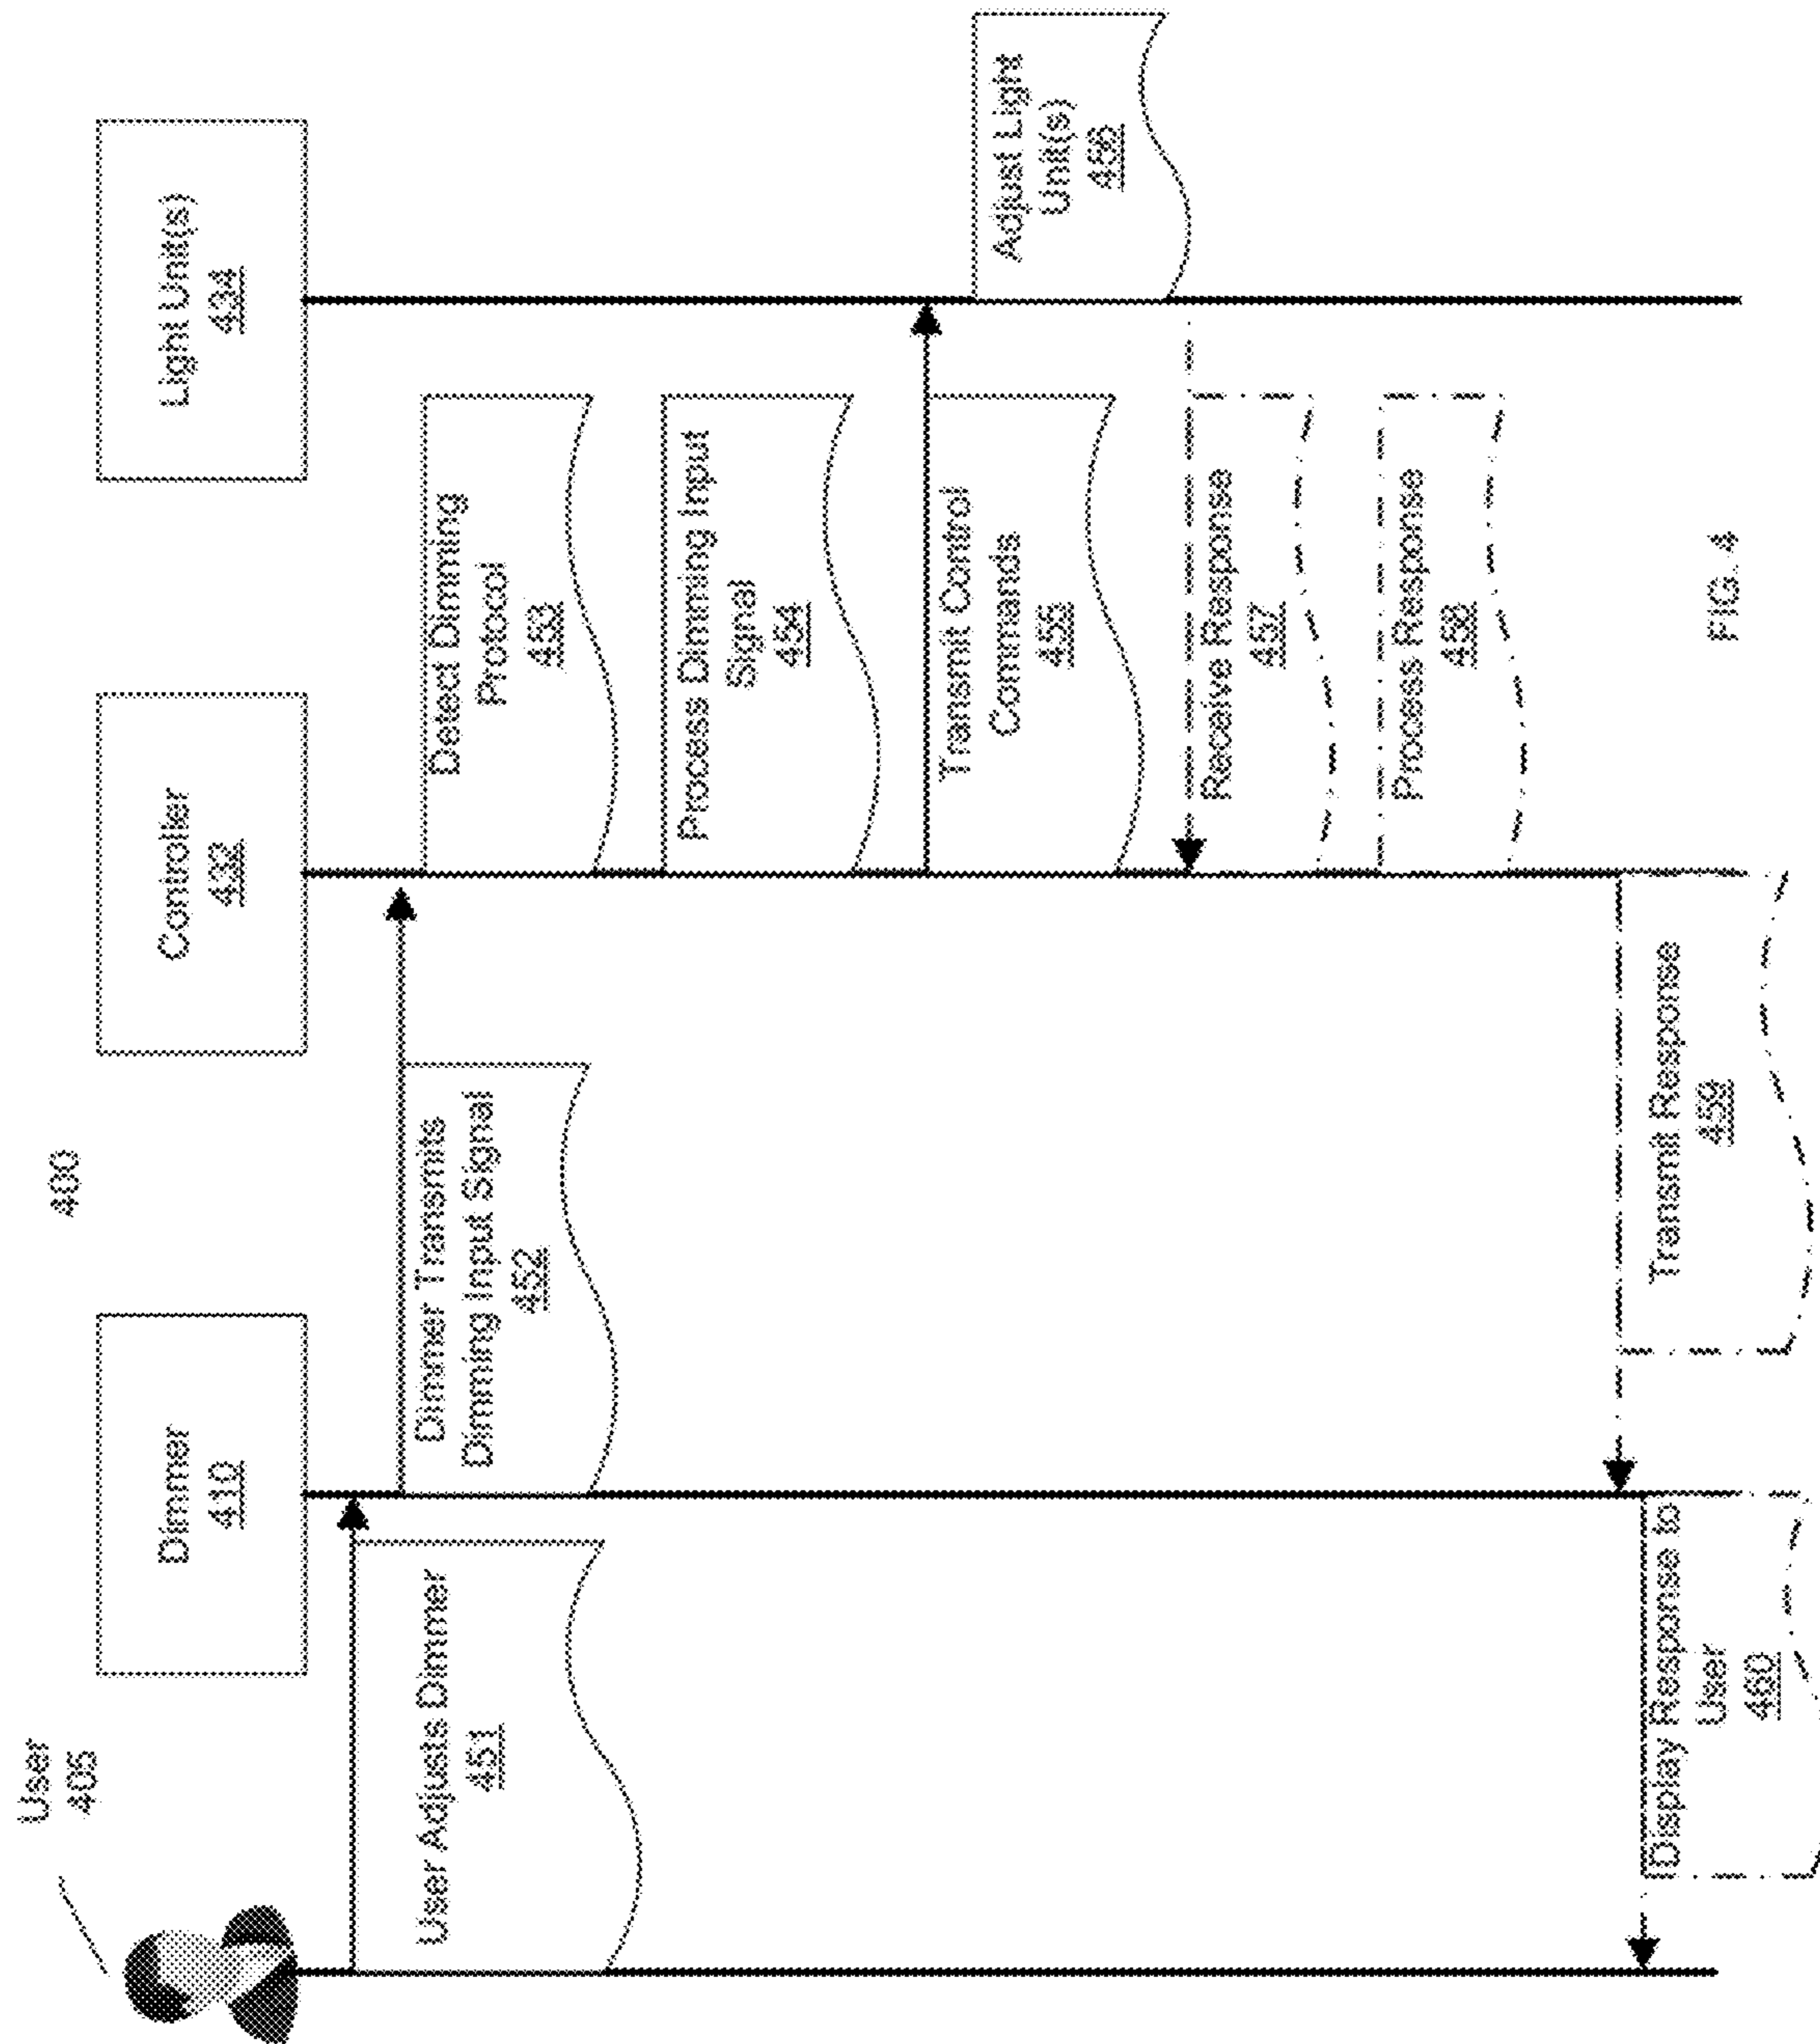 400
User
405
Dimmer
410
Controller
432
Light Unit(s)
434
User Adjusts Dimmer
451
Dimmer Transmits
Dimming Input Signal
452
Detect Dimming
Protocol
453
Process Dimming Input
Signal
454
Transmit Control
Commands
455
Adjust Light
Unit(s)
456
Receive Response
457
Process Response
458
Transmit Response
459
Display Response to
User
460
FIG. 4